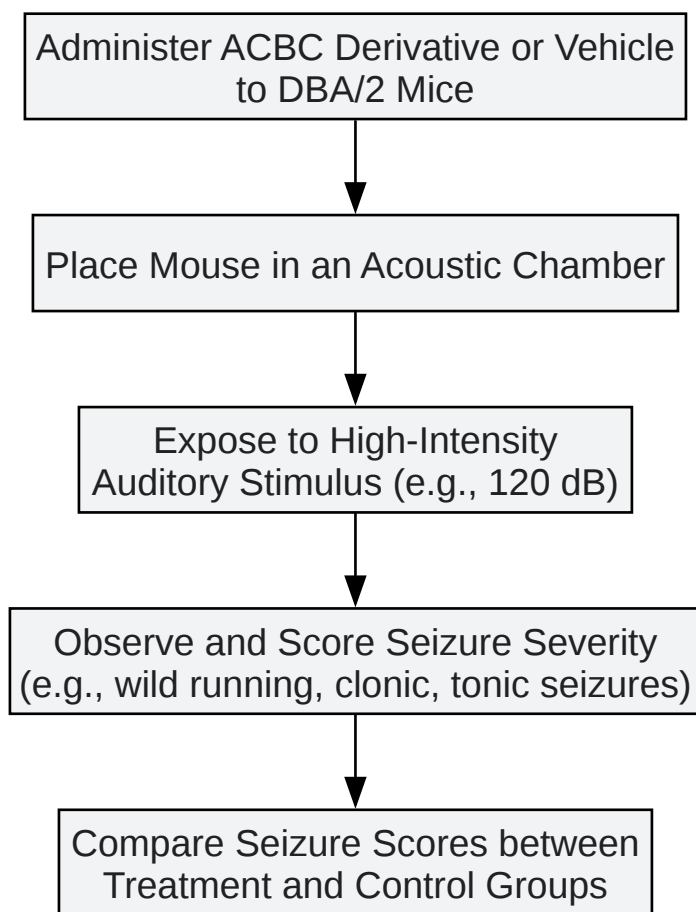 Administer ACBC Derivative or Vehicle
to DBA/2 Mice
Place Mouse in an Acoustic Chamber
Expose to High-Intensity
Auditory Stimulus (e.g., 120 dB)
Observe and Score Seizure Severity
(e.g., wild running, clonic, tonic seizures)
Compare Seizure Scores between
Treatment and Control Groups